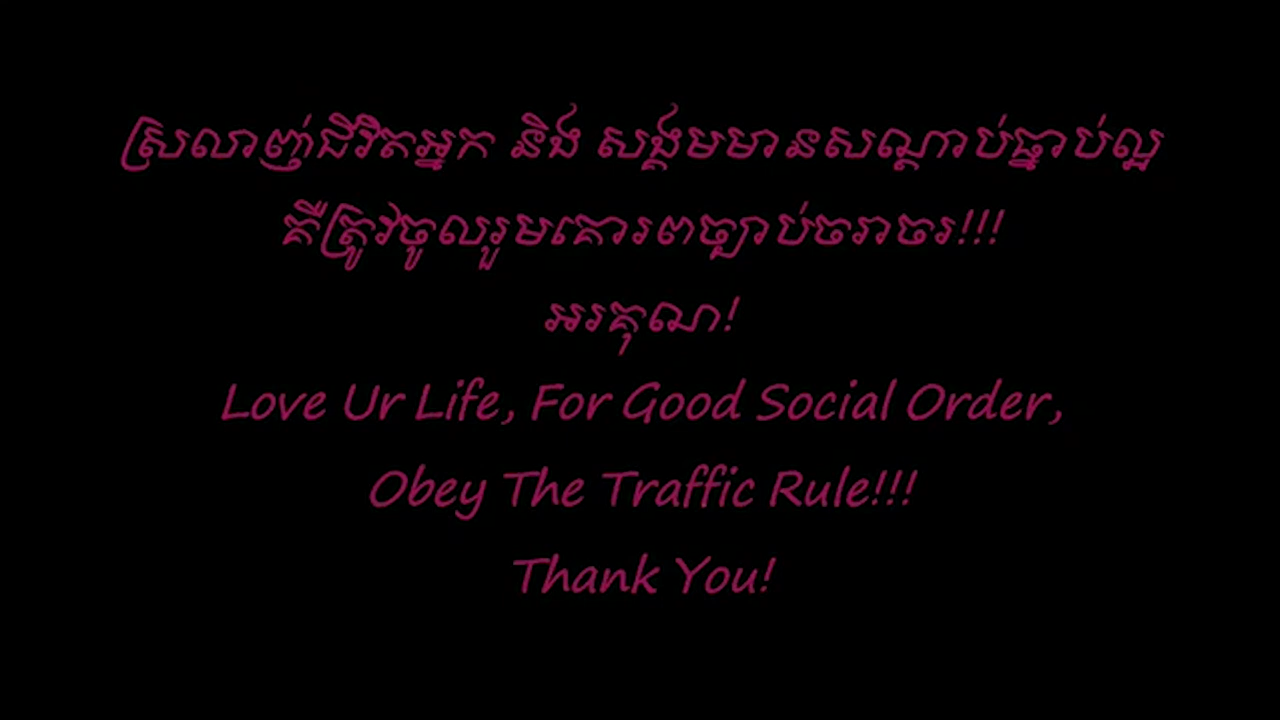 ស្រលាញ់ជីវិតអ្នក និង សង្គមមានសណ្ដាប់ធ្នាប់ល្អ
គឺត្រូវចូលរួមគោរពច្បាប់ចរាចរ!!!
អរគុណ!
Love Ur Life, For Good Social Order,
Obey The Traffic Rule!!!
Thank You!